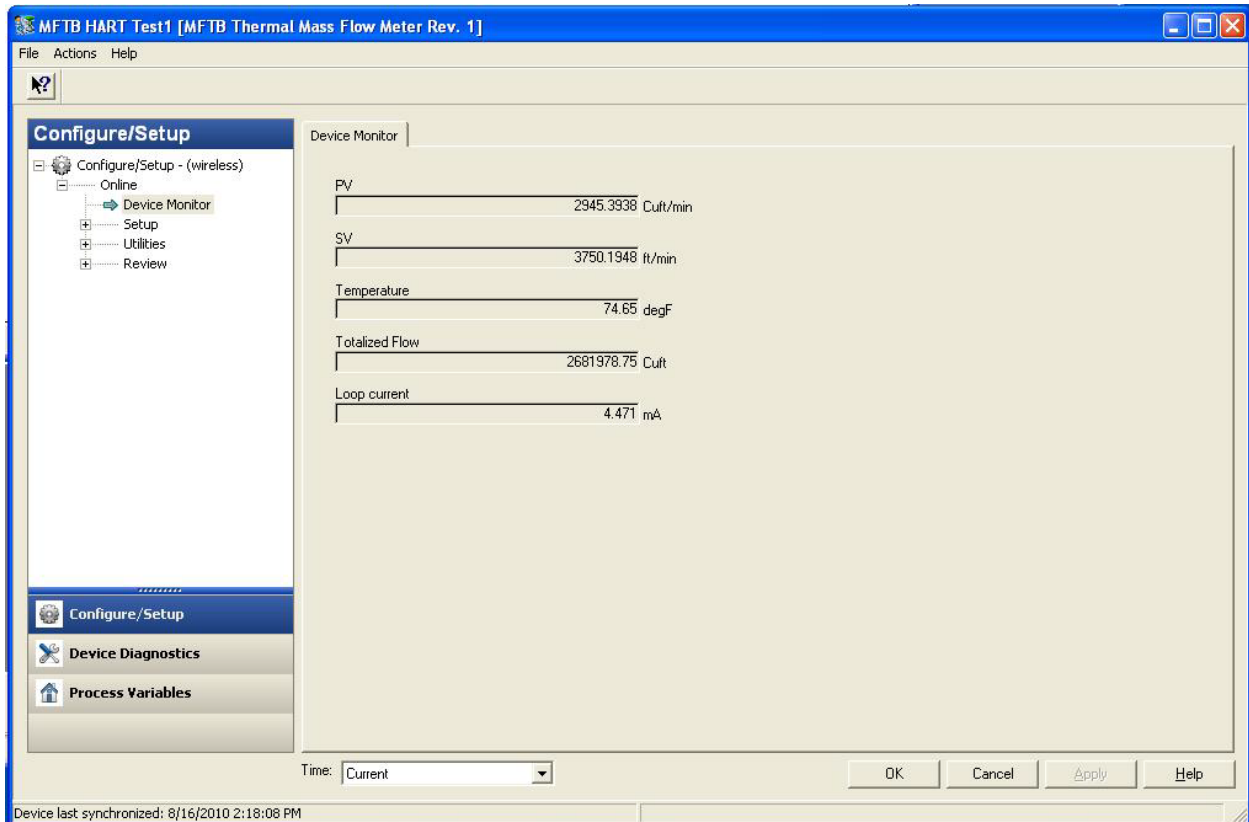 MFTB HART Test1 [MFTB Thermal Mass Flow Meter Rev. 1]
File Actions Help
Configure/Setup
Configure/Setup - (wireless)
Online
Device Monitor
Setup
Utilities
Review
Configure/Setup
Device Diagnostics
Process Variables
Device Monitor
PV
2945.3938 Cuft/min
SV
3750.1948 ft/min
Temperature
74.65 degF
Totalized Flow
2681978.75 Cuft
Loop current
4.471 mA
Time: Current
OK Cancel Apply Help
Device last synchronized: 8/16/2010 2:18:08 PM